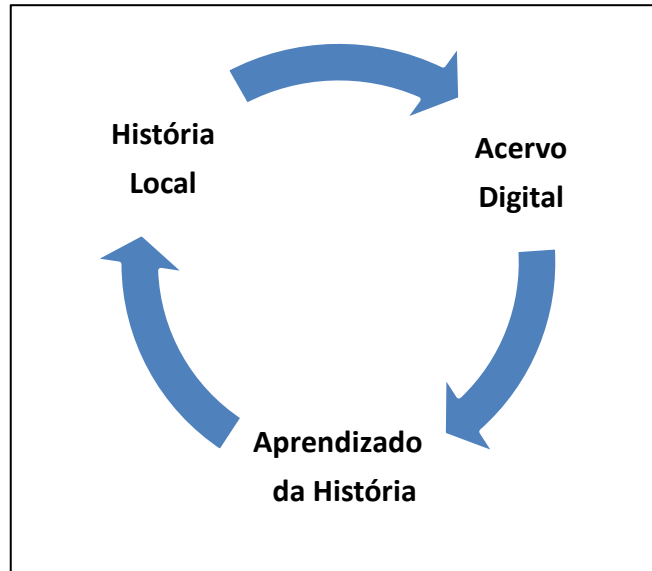 História
Local
Acervo
Digital
Aprendizado
da História